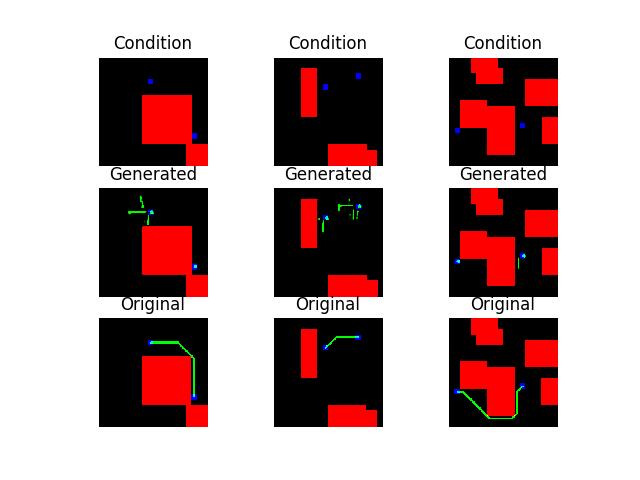 Condition
Condition
Condition
Generated
Generated
Generated
Original
Original
Original